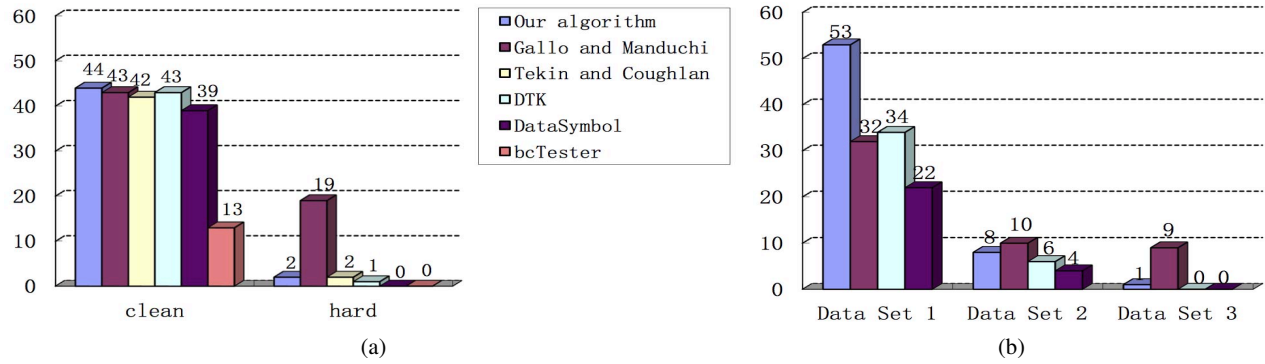 60
50
40
30
20
10
0
44
43
42
43
39
13
2
19
2
1
0
0
clean
hard
Our algorithm
Gallo and Manduchi
Tekin and Coughlan
DTK
DataSymbol
bcTester
(a)
60
50
40
30
20
10
0
53
32
34
22
8
10
6
4
1
9
0
0
Data Set 1
Data Set 2
Data Set 3
(b)